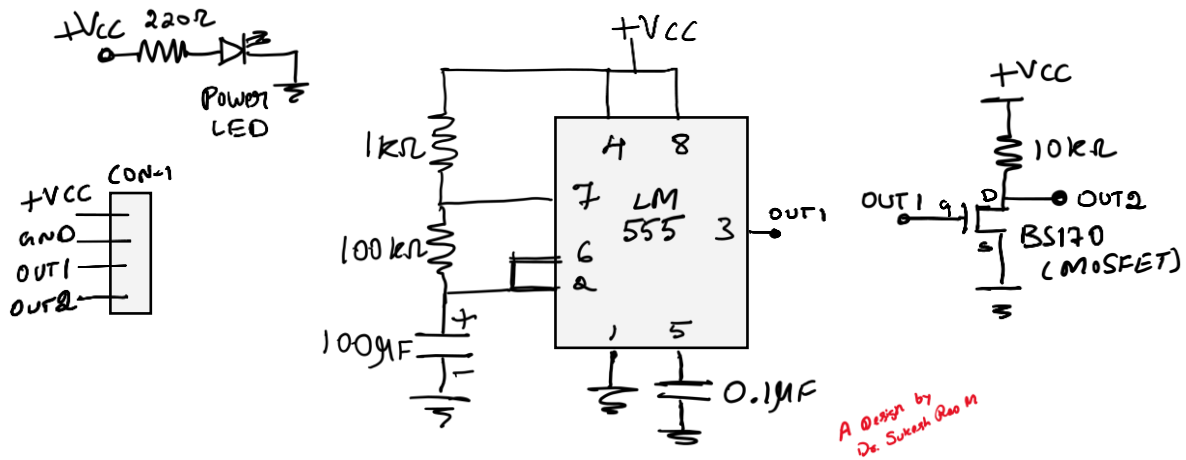 +VCC 220Ω
Power
LED
CON-1
+VCC
GND
OUT1
OUT2
+VCC
1kΩ
100kΩ
100μF
+
−
4 8
7 LM
555 3
6
2
1 5
OUT1
0.1μF
+VCC
10kΩ
OUT1 G D OUT2
S BS170
(MOSFET)
A Design by
Dr. Sukesh Rao M